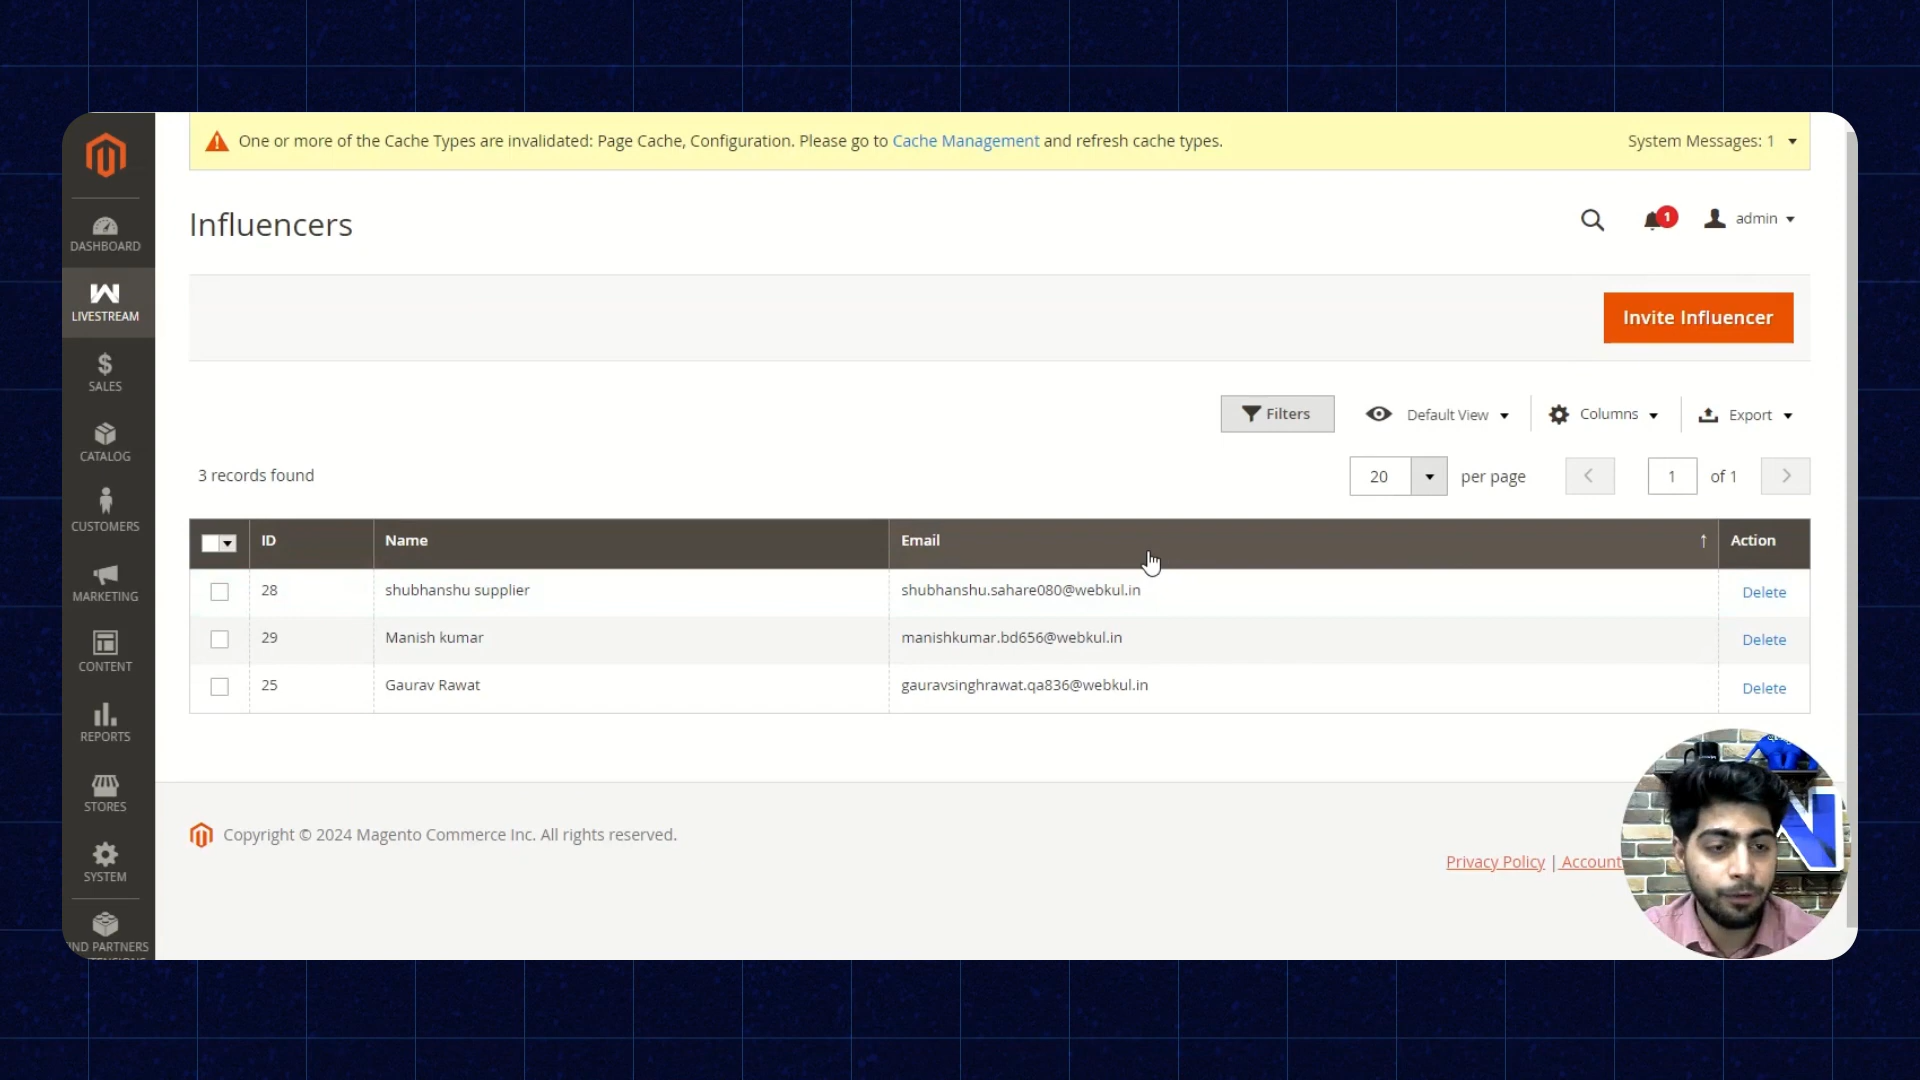 One or more of the Cache Types are invalidated: Page Cache, Configuration. Please go to Cache Management and refresh cache types.
System Messages: 1
Influencers
1
admin
DASHBOARD
LIVESTREAM
SALES
CATALOG
CUSTOMERS
MARKETING
CONTENT
REPORTS
STORES
SYSTEM
ND PARTNERS
Invite Influencer
Filters
Default View
Columns
Export
3 records found
20
per page
1
of 1
ID Name Email ↑ Action
28 shubhanshu supplier shubhanshu.sahare080@webkul.in Delete
29 Manish kumar manishkumar.bd656@webkul.in Delete
25 Gaurav Rawat gauravsinghrawat.qa836@webkul.in Delete
Copyright © 2024 Magento Commerce Inc. All rights reserved.
Privacy Policy | Account